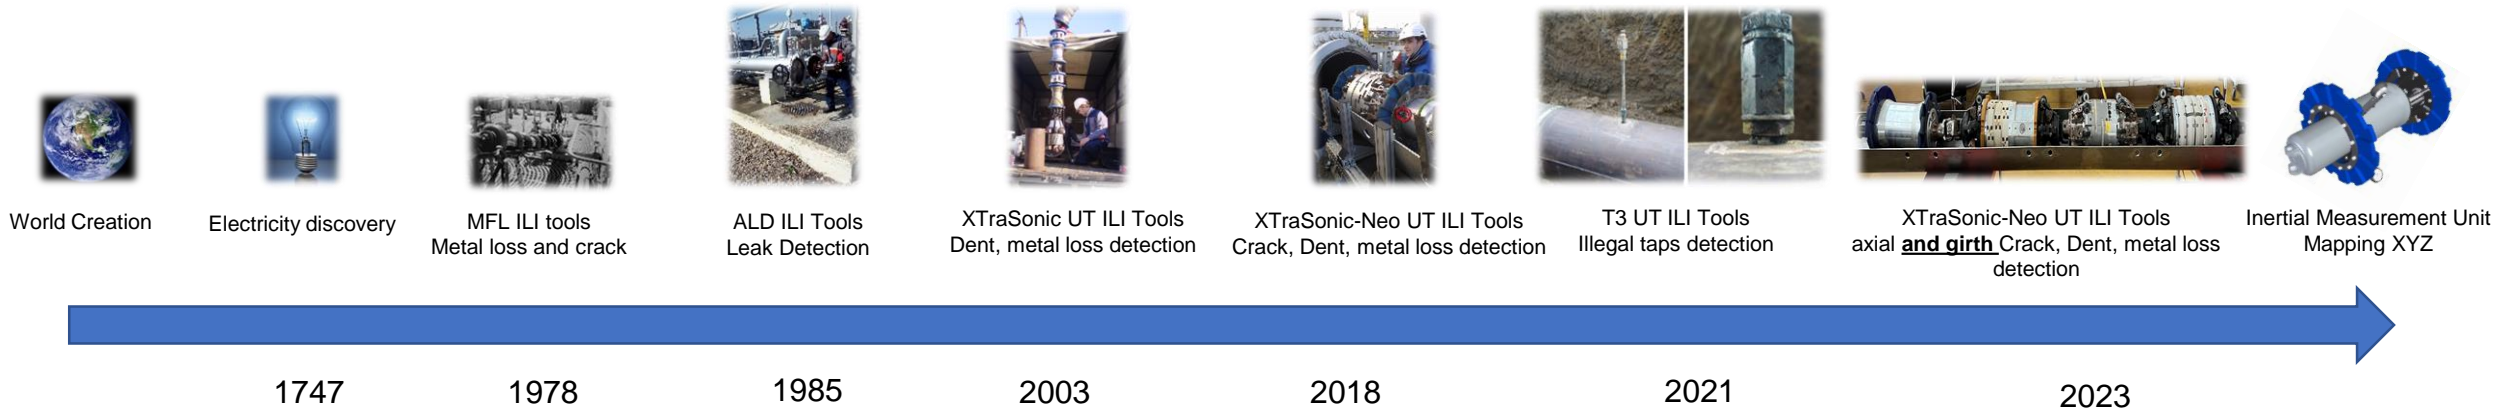 World Creation
Electricity discovery
MFL ILI tools
Metal loss and crack
ALD ILI Tools
Leak Detection
XTraSonic UT ILI Tools
Dent, metal loss detection
XTraSonic-Neo UT ILI Tools
Crack, Dent, metal loss detection
T3 UT ILI Tools
Illegal taps detection
XTraSonic-Neo UT ILI Tools
axial and girth Crack, Dent, metal loss
detection
Inertial Measurement Unit
Mapping XYZ
1747
1978
1985
2003
2018
2021
2023